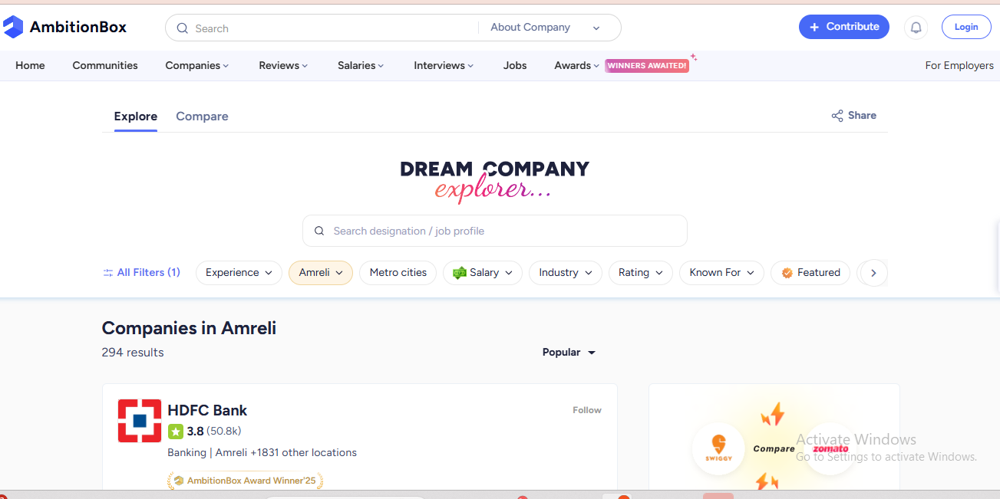 AmbitionBox
Search
About Company
+ Contribute
Login
Home Communities Companies Reviews Salaries Interviews Jobs Awards WINNERS AWAITED! For Employers
Explore Compare
Share
DREAM COMPANY
explorer...
Search designation / job profile
All Filters (1) Experience Amreli Metro cities Salary Industry Rating Known For Featured
Companies in Amreli
294 results
Popular
HDFC Bank
Follow
3.8 (50.8k)
Banking | Amreli +1831 other locations
AmbitionBox Award Winner'25
SWIGGY
Compare
zomato
Activate Windows
Go to Settings to activate Windows.